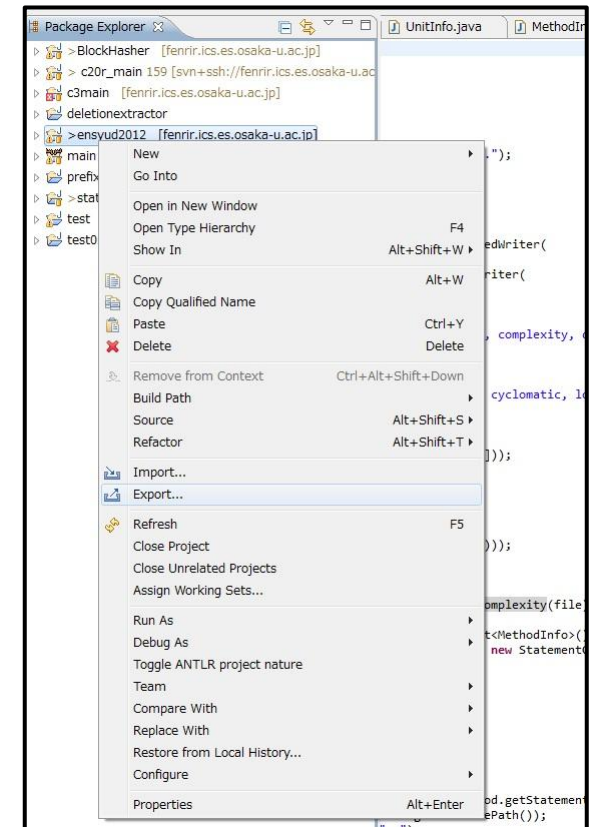 Package Explorer
UnitInfo.java
>BlockHasher [fenrir.ics.es.osaka-u.ac.jp]
> c20r_main 159 [svn+ssh://fenrir.ics.es.osaka-u.ac
c3main [fenrir.ics.es.osaka-u.ac.jp]
deletionextractor
>ensyud2012 [fenrir.ics.es.osaka-u.ac.jp]
main
prefix
>stat
test
test0
New
Go Into
Open in New Window
Open Type Hierarchy F4
Show In Alt+Shift+W
Copy Alt+W
Copy Qualified Name
Paste Ctrl+Y
Delete Delete
Remove from Context Ctrl+Alt+Shift+Down
Build Path
Source Alt+Shift+S
Refactor Alt+Shift+T
Import...
Export...
Refresh F5
Close Project
Close Unrelated Projects
Assign Working Sets...
Run As
Debug As
Toggle ANTLR project nature
Team
Compare With
Replace With
Restore from Local History...
Configure
Properties Alt+Enter
.");
edWriter(
riter(
, complexity,
cyclomatic,
]));
)));
omplexity(file)
t<MethodInfo>()
new
od.getStatement
ePath());